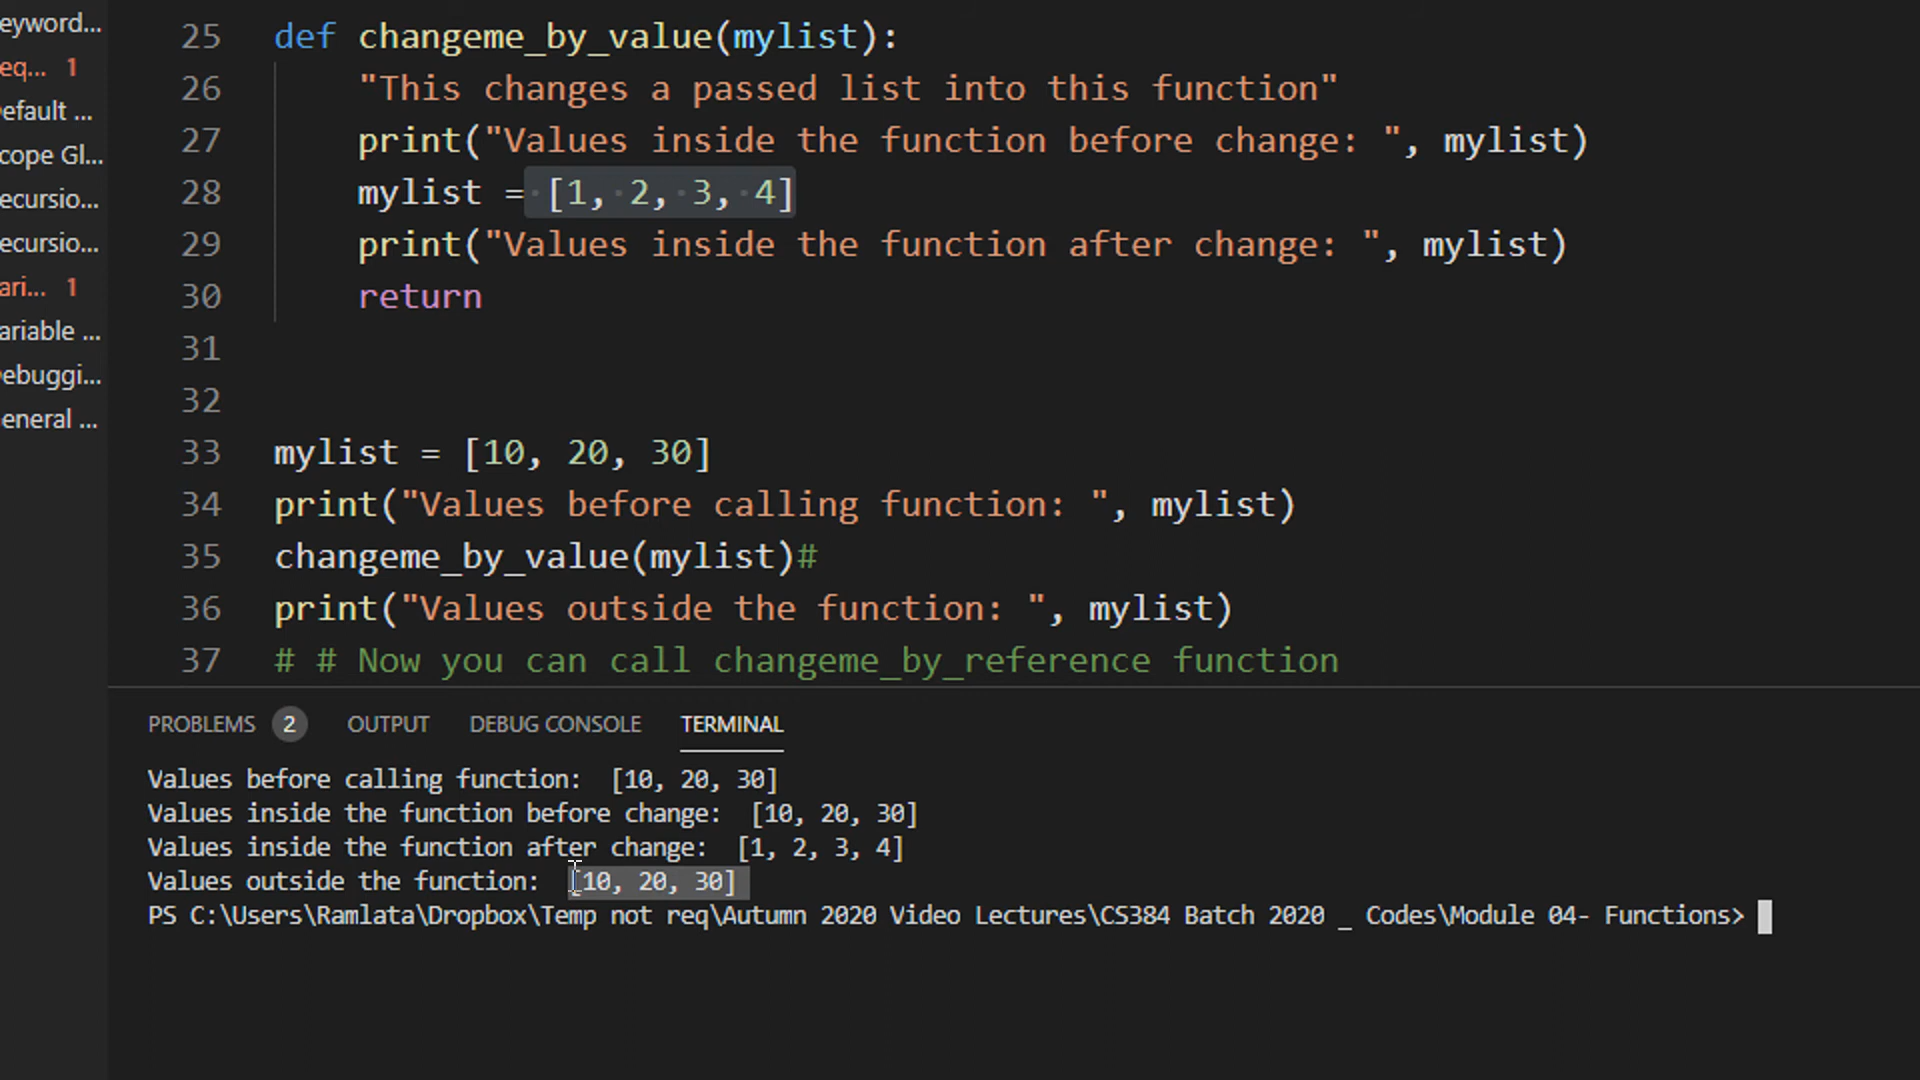 eyword...
eq... 1
efault ...
cope Gl...
ecursio...
ecursio...
ari... 1
ariable ...
ebuggi...
eneral ...
25 def changeme_by_value(mylist):
26 "This changes a passed list into this function"
27 print("Values inside the function before change: ", mylist)
28 mylist = [1, 2, 3, 4]
29 print("Values inside the function after change: ", mylist)
30 return
31
32
33 mylist = [10, 20, 30]
34 print("Values before calling function: ", mylist)
35 changeme_by_value(mylist)#
36 print("Values outside the function: ", mylist)
37 # # Now you can call changeme_by_reference function
PROBLEMS 2 OUTPUT DEBUG CONSOLE TERMINAL
Values before calling function:  [10, 20, 30]
Values inside the function before change:  [10, 20, 30]
Values inside the function after change:  [1, 2, 3, 4]
Values outside the function:  [10, 20, 30]
PS C:\Users\Ramlata\Dropbox\Temp not req\Autumn 2020 Video Lectures\CS384 Batch 2020 _ Codes\Module 04- Functions>